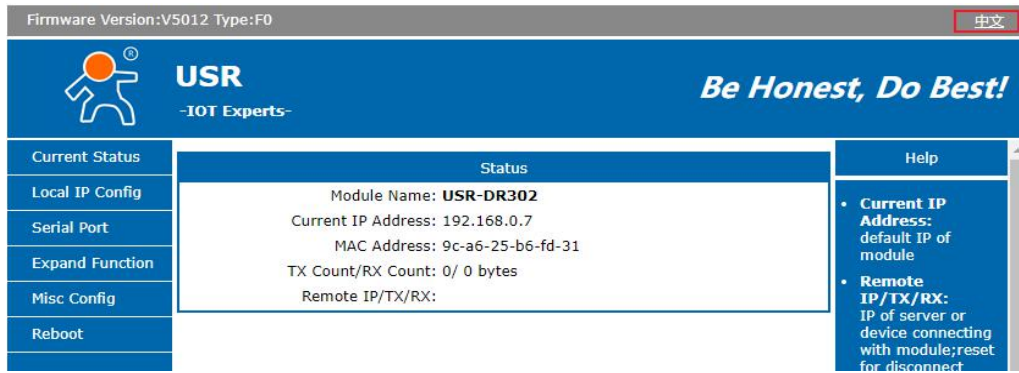 Firmware Version:V5012 Type:F0
中文
®
USR
-IOT Experts-
Be Honest, Do Best!
Current Status
Local IP Config
Serial Port
Expand Function
Misc Config
Reboot
Status
Module Name: USR-DR302
Current IP Address: 192.168.0.7
MAC Address: 9c-a6-25-b6-fd-31
TX Count/RX Count: 0/ 0 bytes
Remote IP/TX/RX:
Help
• Current IP
Address:
default IP of
module
• Remote
IP/TX/RX:
IP of server or
device connecting
with module;reset
for disconnect